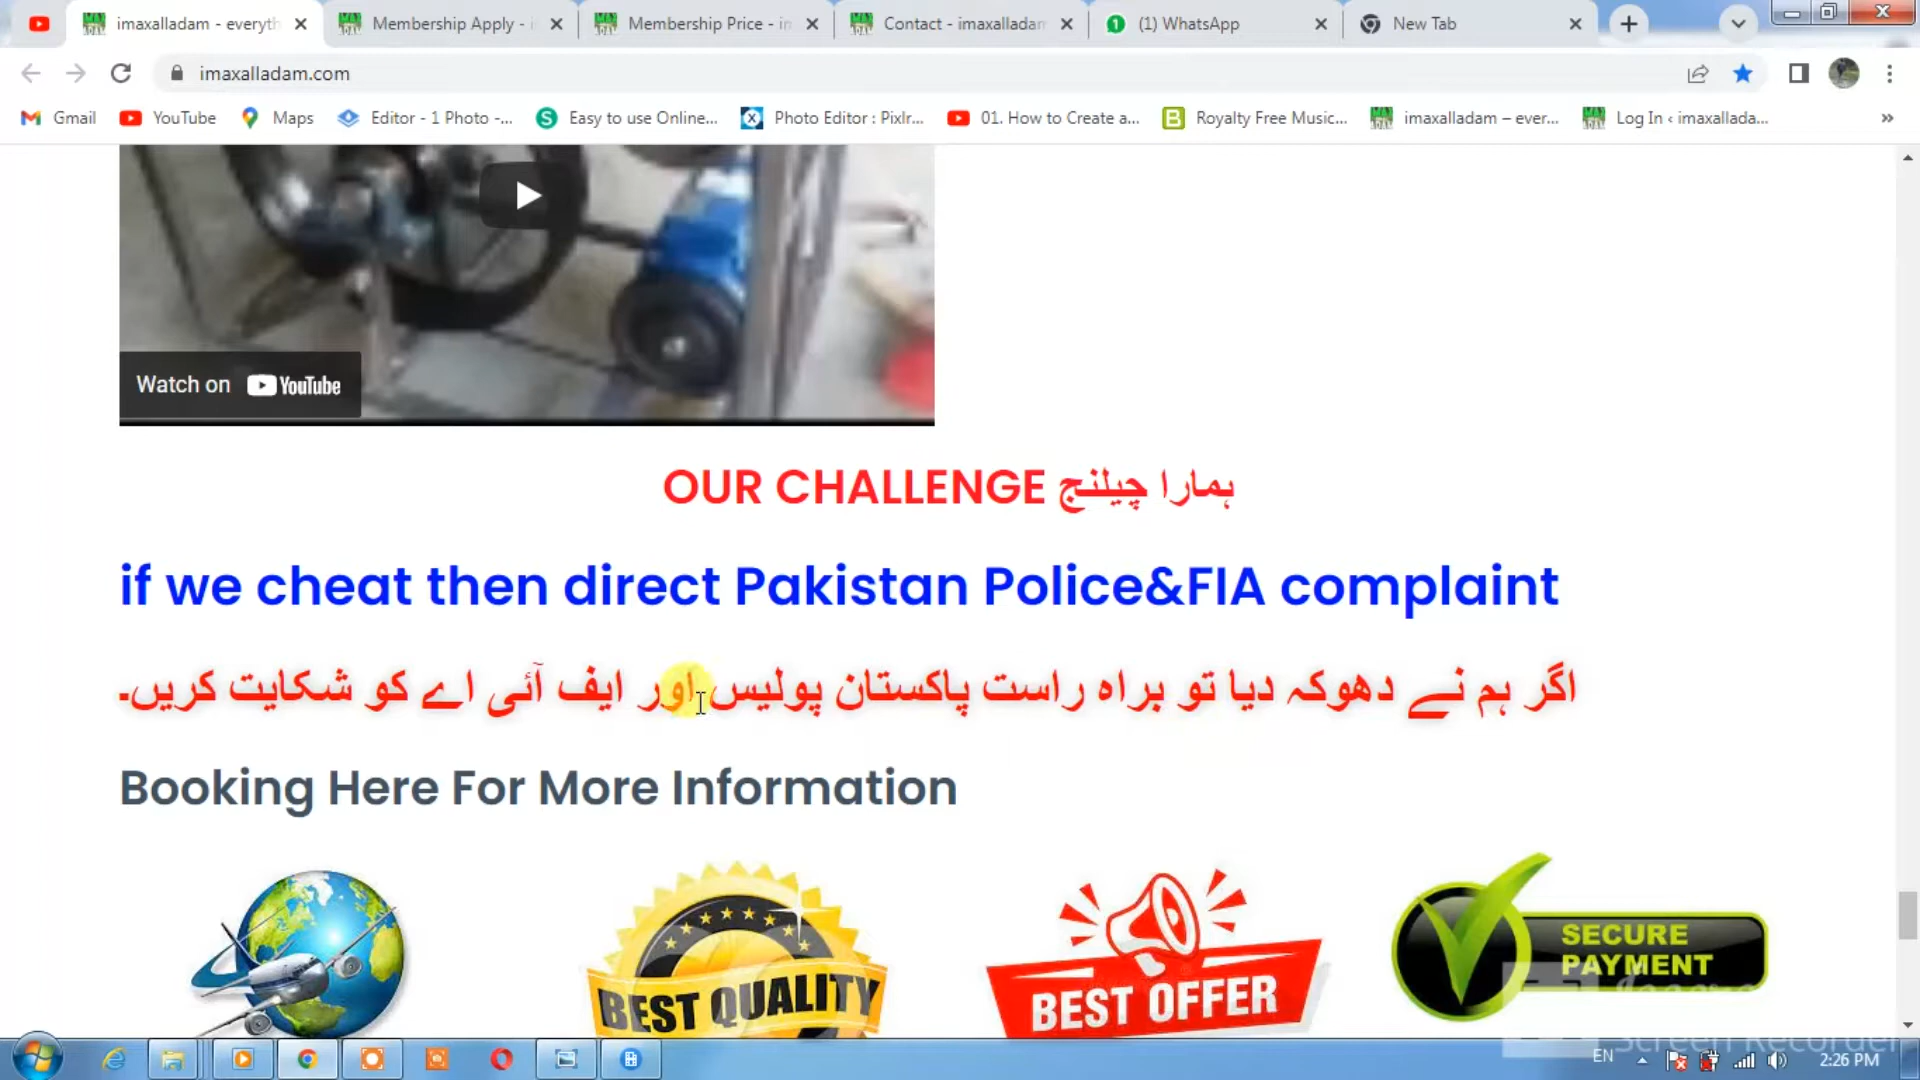 imaxalladam - everyth
Membership Apply - i
Membership Price - im
Contact - imaxalladam
(1) WhatsApp
New Tab
imaxalladam.com
Gmail
YouTube
Maps
Editor - 1 Photo -...
Easy to use Online...
Photo Editor : Pixlr...
01. How to Create a...
Royalty Free Music...
imaxalladam – ever...
Log In ‹ imaxallada...
»
Watch on YouTube
OUR CHALLENGE ہمارا چیلنج
if we cheat then direct Pakistan Police&FIA complaint
اگر ہم نے دھوکہ دیا تو براہ راست پاکستان پولیس اور ایف آئی اے کو شکایت کریں۔
Booking Here For More Information
BEST QUALITY
BEST OFFER
SECURE
PAYMENT
Screen Recorder
EN
2:26 PM